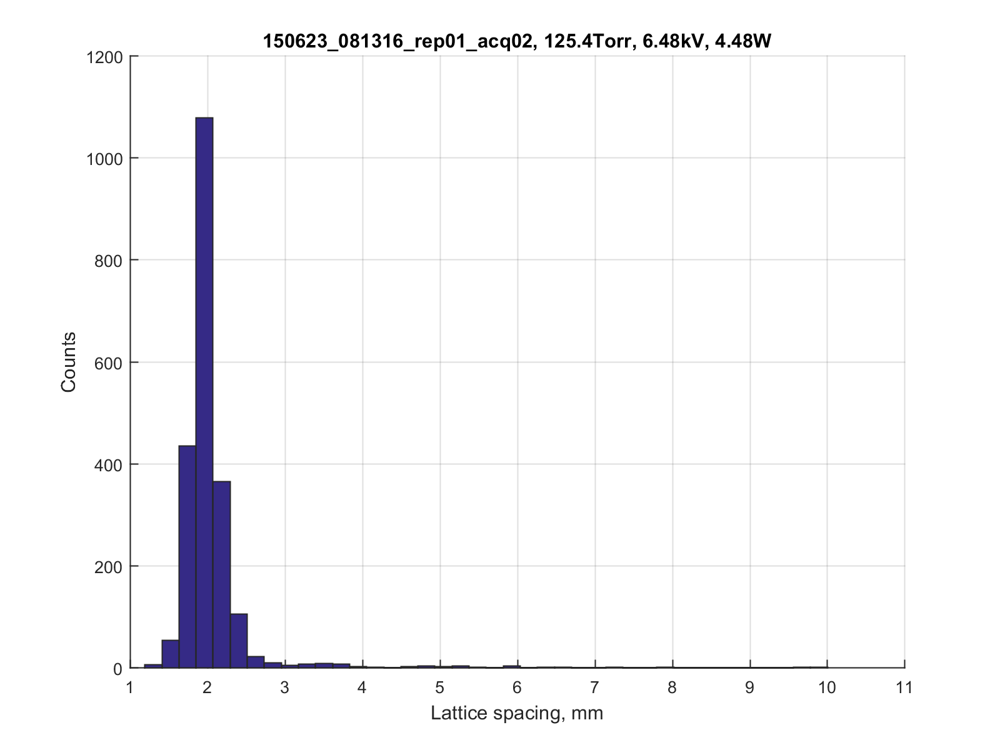 150623_081316_rep01_acq02, 125.4Torr, 6.48kV, 4.48W
1200
1000
800
600
400
200
0
Counts
1 2 3 4 5 6 7 8 9 10 11
Lattice spacing, mm